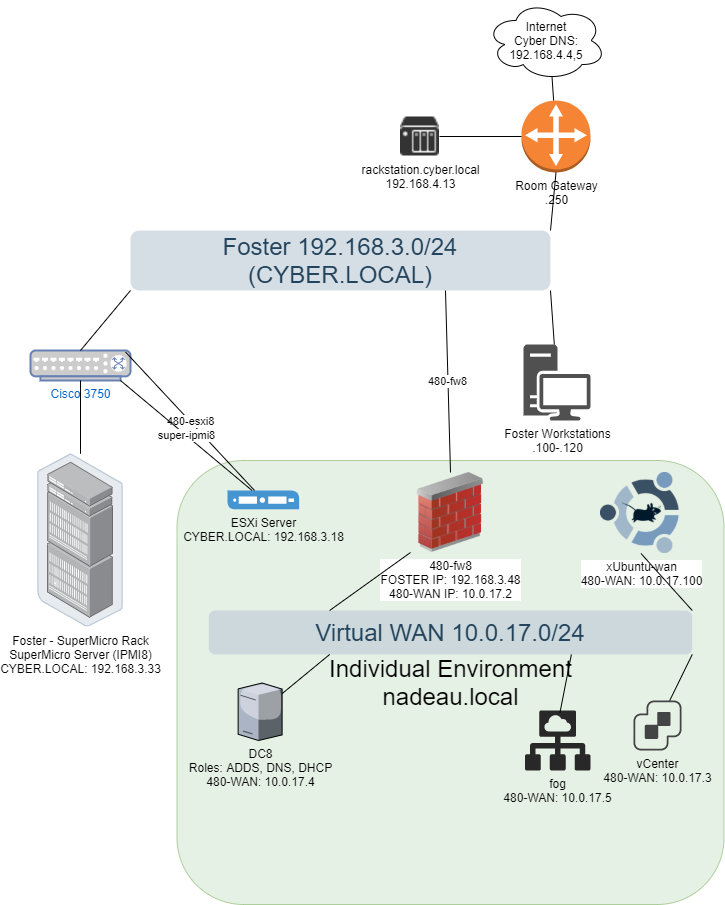 Internet
Cyber DNS:
192.168.4.4,5
rackstation.cyber.local
192.168.4.13
Room Gateway
.250
Foster 192.168.3.0/24
(CYBER.LOCAL)
Cisco 3750
480-fw8
480-esxi8
super-ipmi8
Foster Workstations
.100-.120
ESXi Server
CYBER.LOCAL: 192.168.3.18
480-fw8
FOSTER IP: 192.168.3.48
480-WAN IP: 10.0.17.2
xUbuntu-wan
480-WAN: 10.0.17.100
Foster - SuperMicro Rack
SuperMicro Server (IPMI8)
CYBER.LOCAL: 192.168.3.33
Virtual WAN 10.0.17.0/24
Individual Environment
nadeau.local
DC8
Roles: ADDS, DNS, DHCP
480-WAN: 10.0.17.4
fog
480-WAN: 10.0.17.5
vCenter
480-WAN: 10.0.17.3